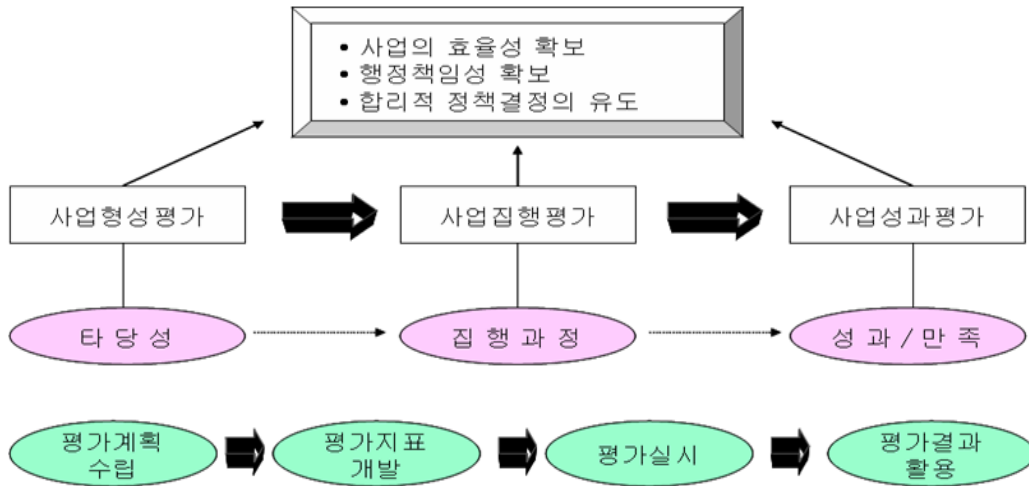 • 사업의 효율성 확보
• 행정책임성 확보
• 합리적 정책결정의 유도
사업형성평가
사업집행평가
사업성과평가
타당성
집행과정
성과/만족
평가계획
수립
평가지표
개발
평가실시
평가결과
활용